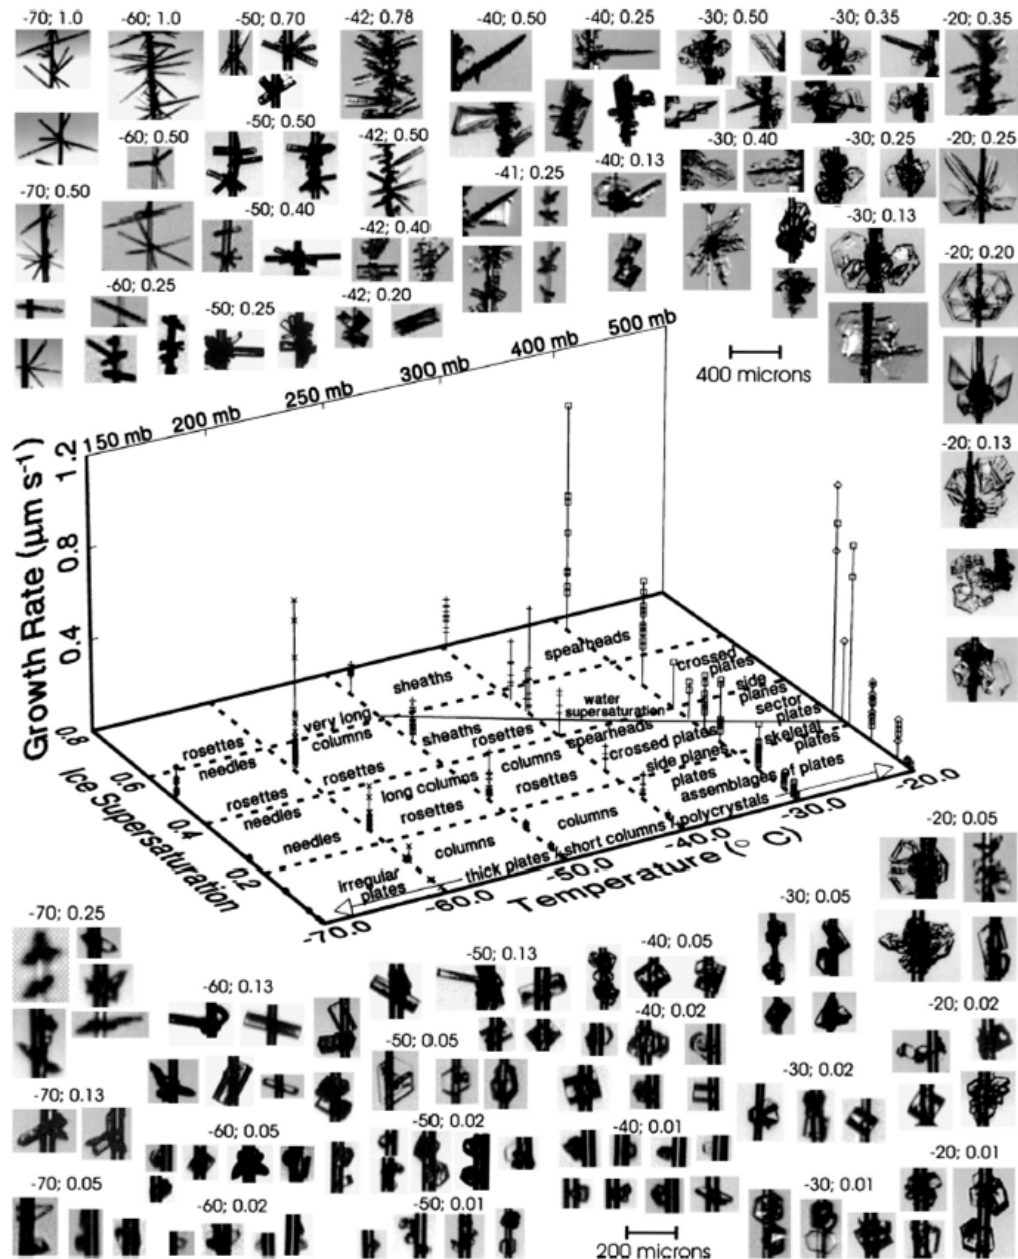 -70; 1.0
-60; 1.0
-50; 0.70
-42; 0.78
-40; 0.50
-40; 0.25
-30; 0.50
-30; 0.35
-20; 0.35
-60; 0.50
-50; 0.50
-42; 0.50
-40; 0.13
-30; 0.40
-30; 0.25
-20; 0.25
-70; 0.50
-50; 0.40
-41; 0.25
-42; 0.40
-30; 0.13
-20; 0.20
-60; 0.25
-50; 0.25
-42; 0.20
400 microns
-20; 0.13
150 mb
200 mb
250 mb
300 mb
400 mb
500 mb
Growth Rate (μm s-1)
1.2
0.8
0.4
Ice Supersaturation
0.8
0.6
0.4
0.2
Temperature (° C)
-70.0
-60.0
-50.0
-40.0
-30.0
-20.0
spearheads
crossed
plates
sheaths
side
planes
water
supersaturation
sector
plates
very long
columns
sheaths
rosettes
spearheads
skeletal
plates
rosettes
needles
crossed plates
rosettes
long columns
columns
side planes
plates
assemblages of plates
rosettes
needles
rosettes
rosettes
needles
columns
columns
irregular
plates
thick plates / short columns / polycrystals
-20; 0.05
-70; 0.25
-30; 0.05
-60; 0.13
-50; 0.13
-40; 0.05
-40; 0.02
-20; 0.02
-50; 0.05
-30; 0.02
-70; 0.13
-60; 0.05
-50; 0.02
-40; 0.01
-20; 0.01
-70; 0.05
-60; 0.02
-50; 0.01
-30; 0.01
200 microns